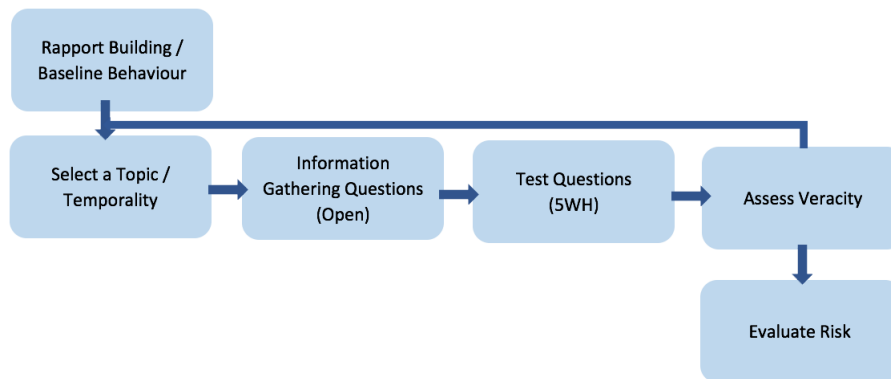 Rapport Building /
Baseline Behaviour
Select a Topic /
Temporality
Information
Gathering Questions
(Open)
Test Questions
(5WH)
Assess Veracity
Evaluate Risk